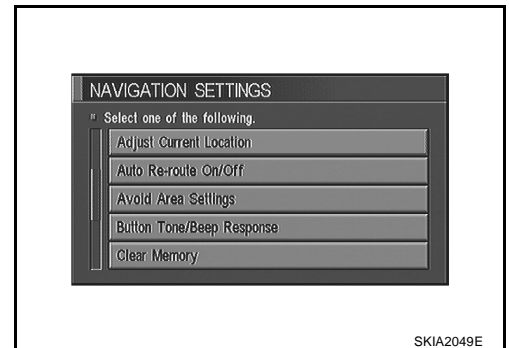 NAVIGATION SETTINGS
Select one of the following.
Adjust Current Location
Auto Re-route On/Off
Avoid Area Settings
Button Tone/Beep Response
Clear Memory
SKIA2049E